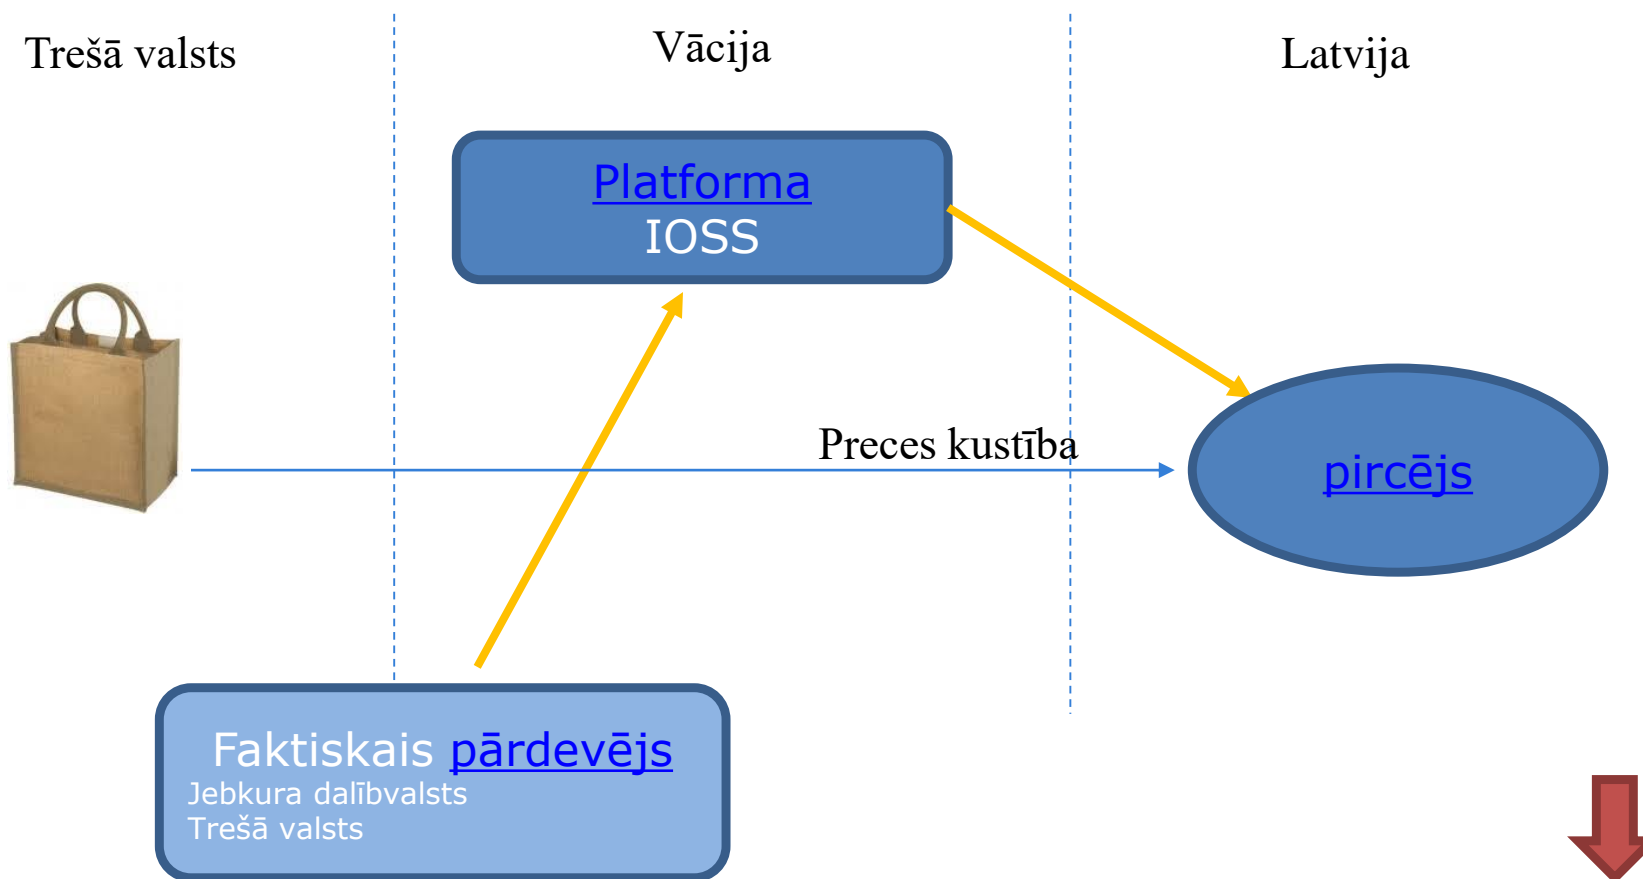 Trešā valsts
Vācija
Latvija
Platforma
IOSS
Preces kustība
pircējs
Faktiskais pārdevējs
Jebkura dalībvalsts
Trešā valsts